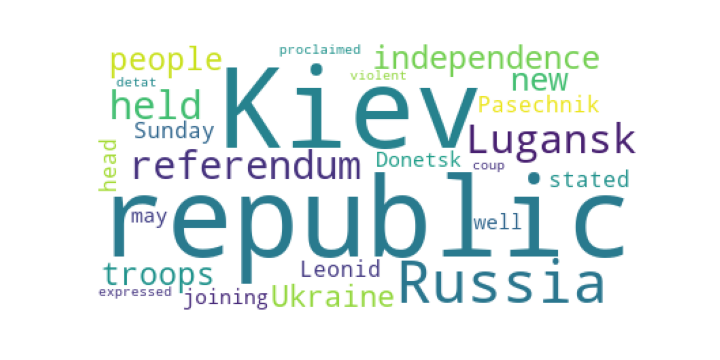 proclaimed
people
independence
detat
violent
new
Kiev
held
Pasechnik
Sunday
Lugansk
head
referendum
Donetsk
coup
stated
republic
may
well
troops
Leonid
Russia
expressed
joining
Ukraine